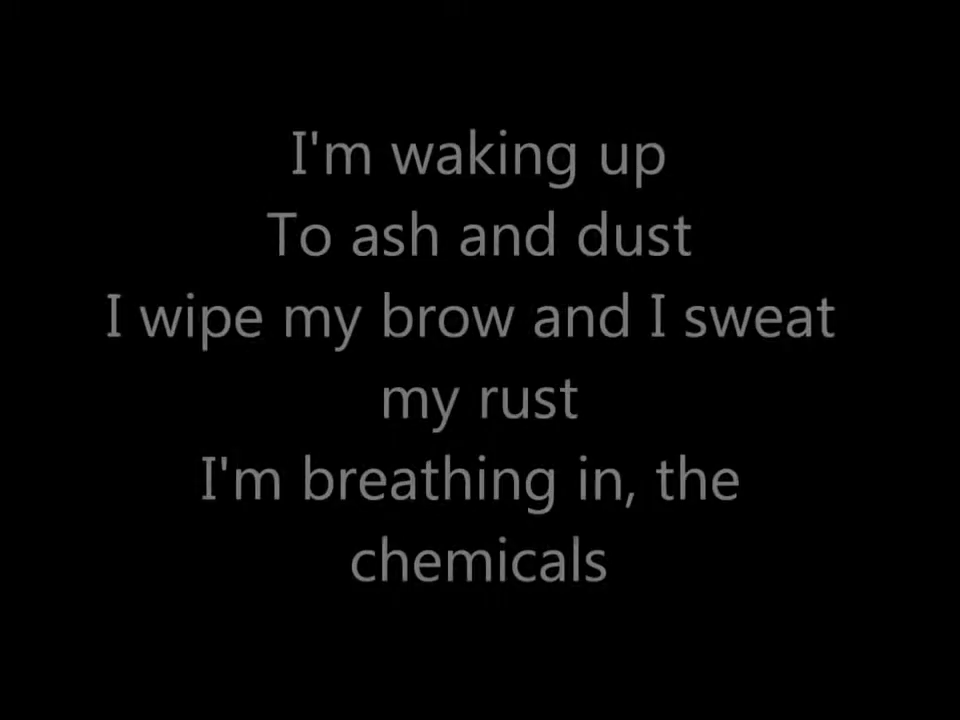 I'm waking up
To ash and dust
I wipe my brow and I sweat
my rust
I'm breathing in, the
chemicals